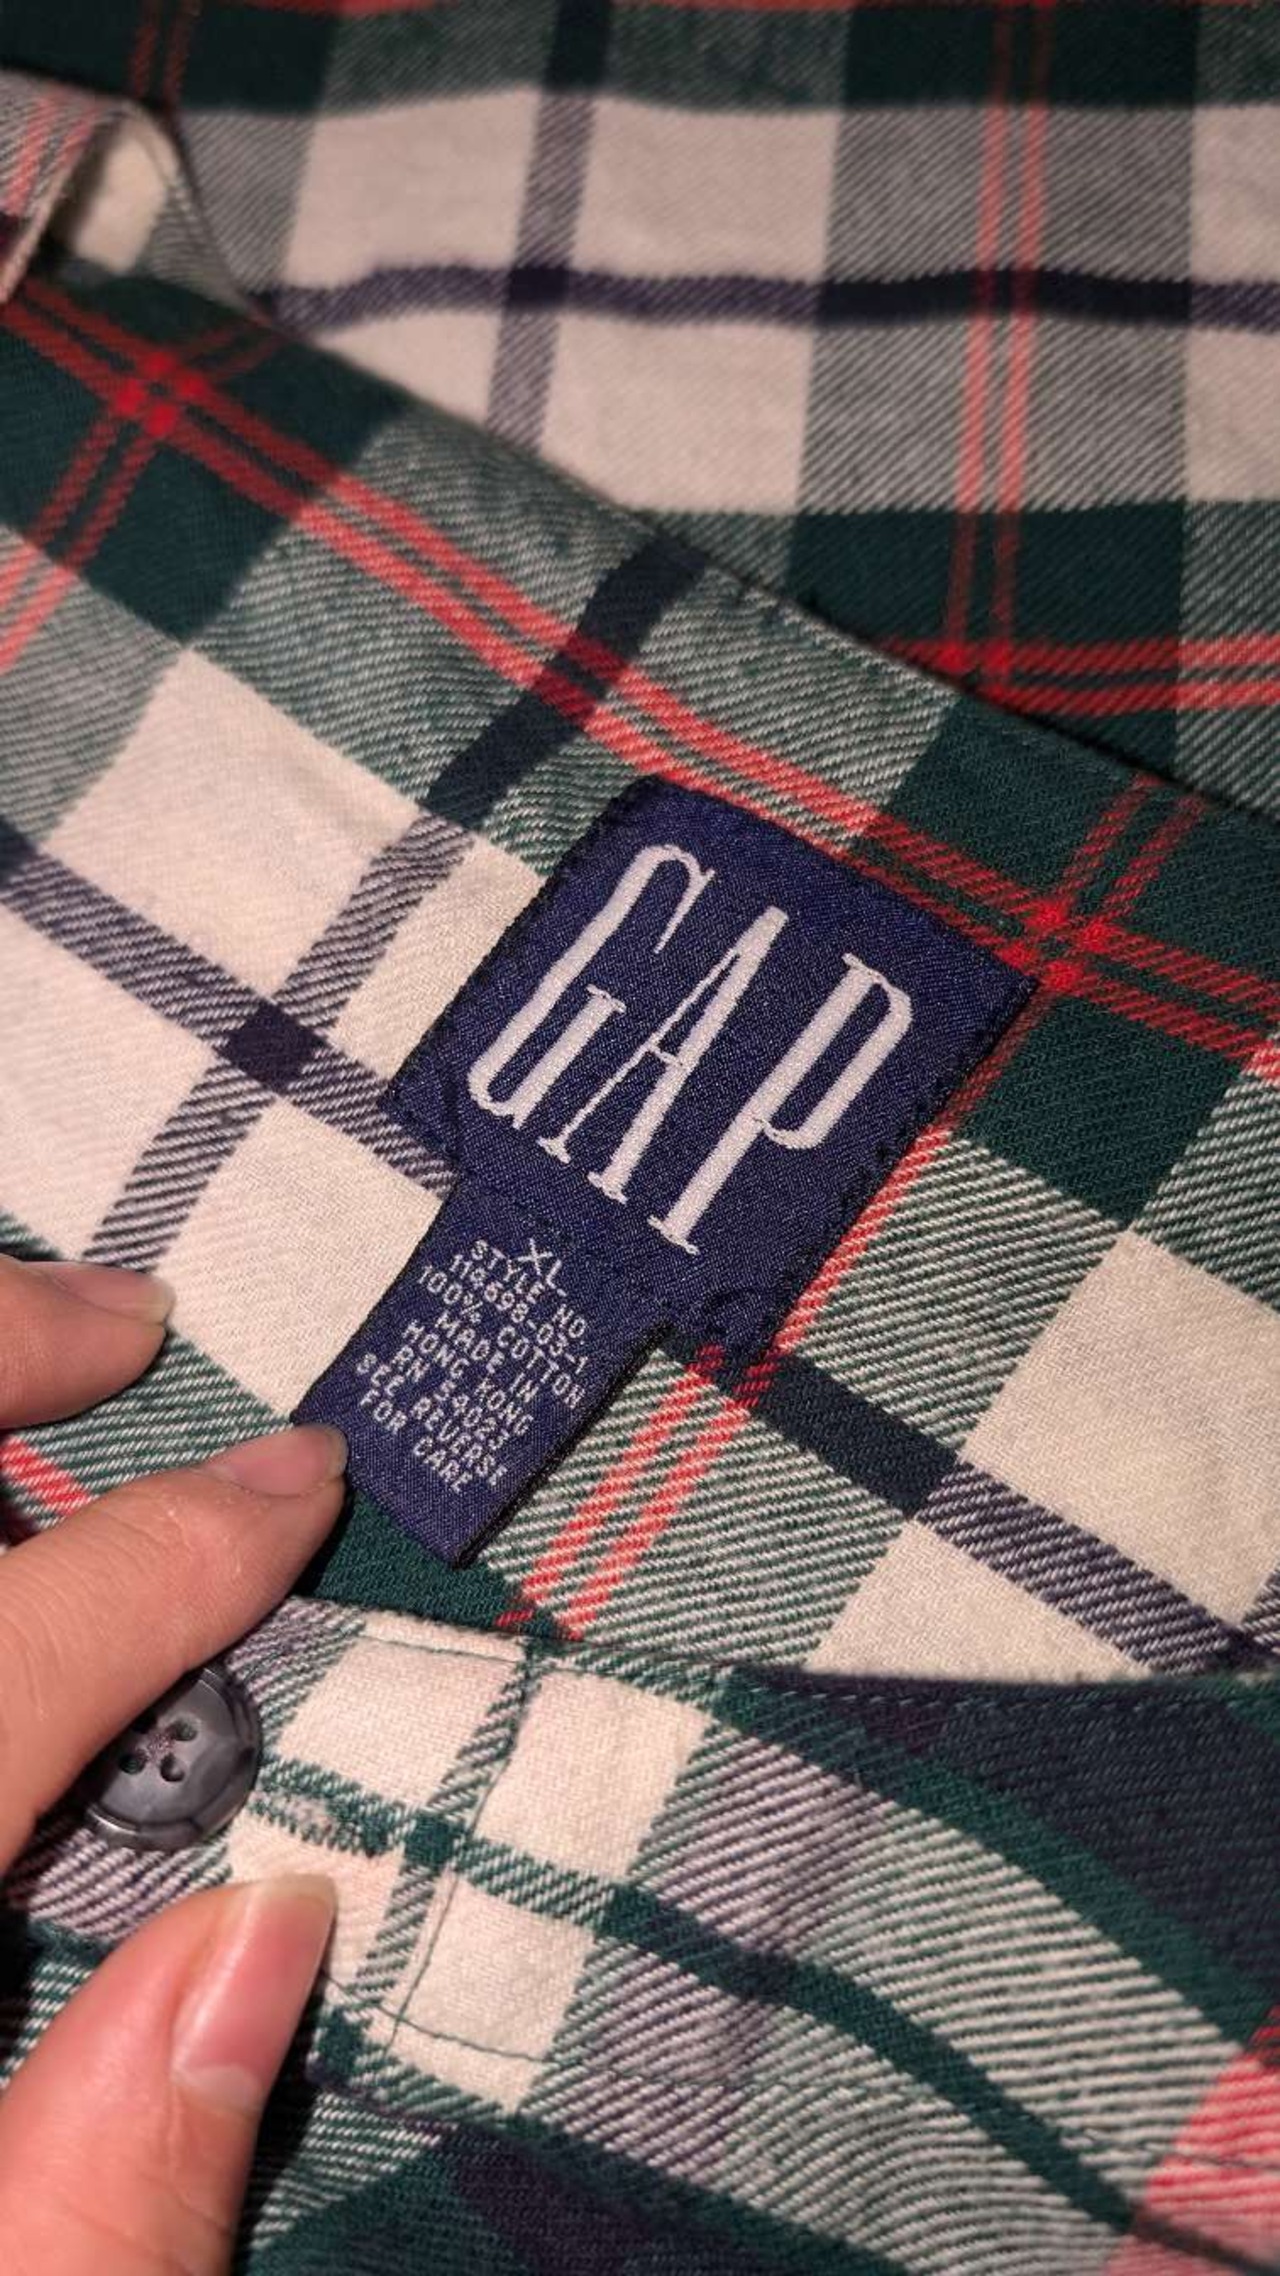 GAP
XL
STYLE NO.
114698-03-1
100% COTTON
MADE IN
HONG KONG
RN 54023
SEE REVERSE
FOR CARE